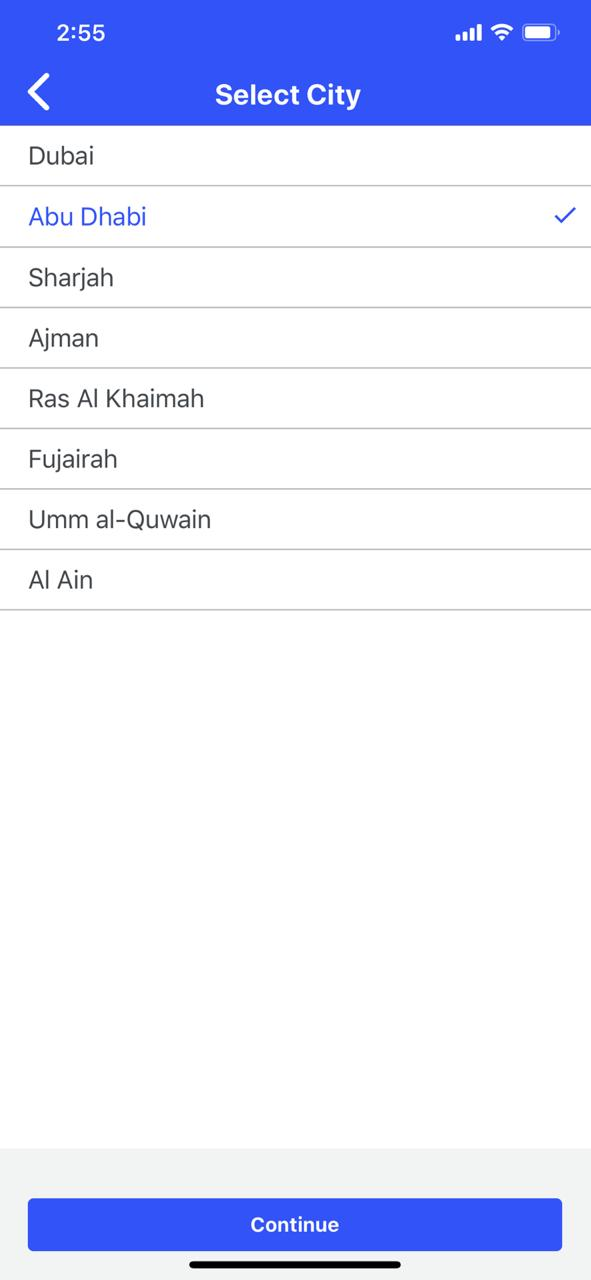 2:55
Select City
Dubai
Abu Dhabi
Sharjah
Ajman
Ras Al Khaimah
Fujairah
Umm al-Quwain
Al Ain
Continue